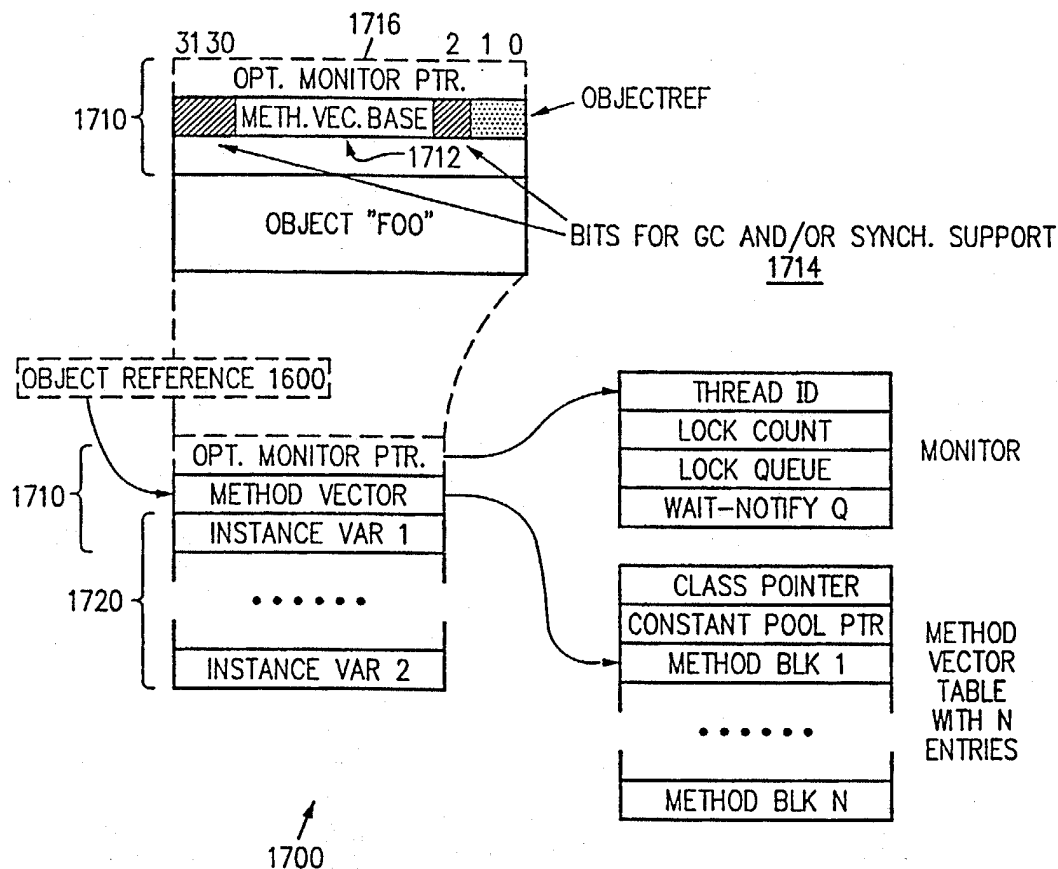 31 30 1716 2 1 0
OPT. MONITOR PTR.
1710
METH. VEC. BASE
OBJECTREF
1712
OBJECT "FOO"
BITS FOR GC AND/OR SYNCH. SUPPORT
1714
OBJECT REFERENCE 1600
1710
OPT. MONITOR PTR.
METHOD VECTOR
INSTANCE VAR 1
1720
• • • • • •
INSTANCE VAR 2
THREAD ID
LOCK COUNT
LOCK QUEUE
WAIT–NOTIFY Q
MONITOR
CLASS POINTER
CONSTANT POOL PTR
METHOD BLK 1
• • • • • •
METHOD BLK N
METHOD
VECTOR
TABLE
WITH N
ENTRIES
1700